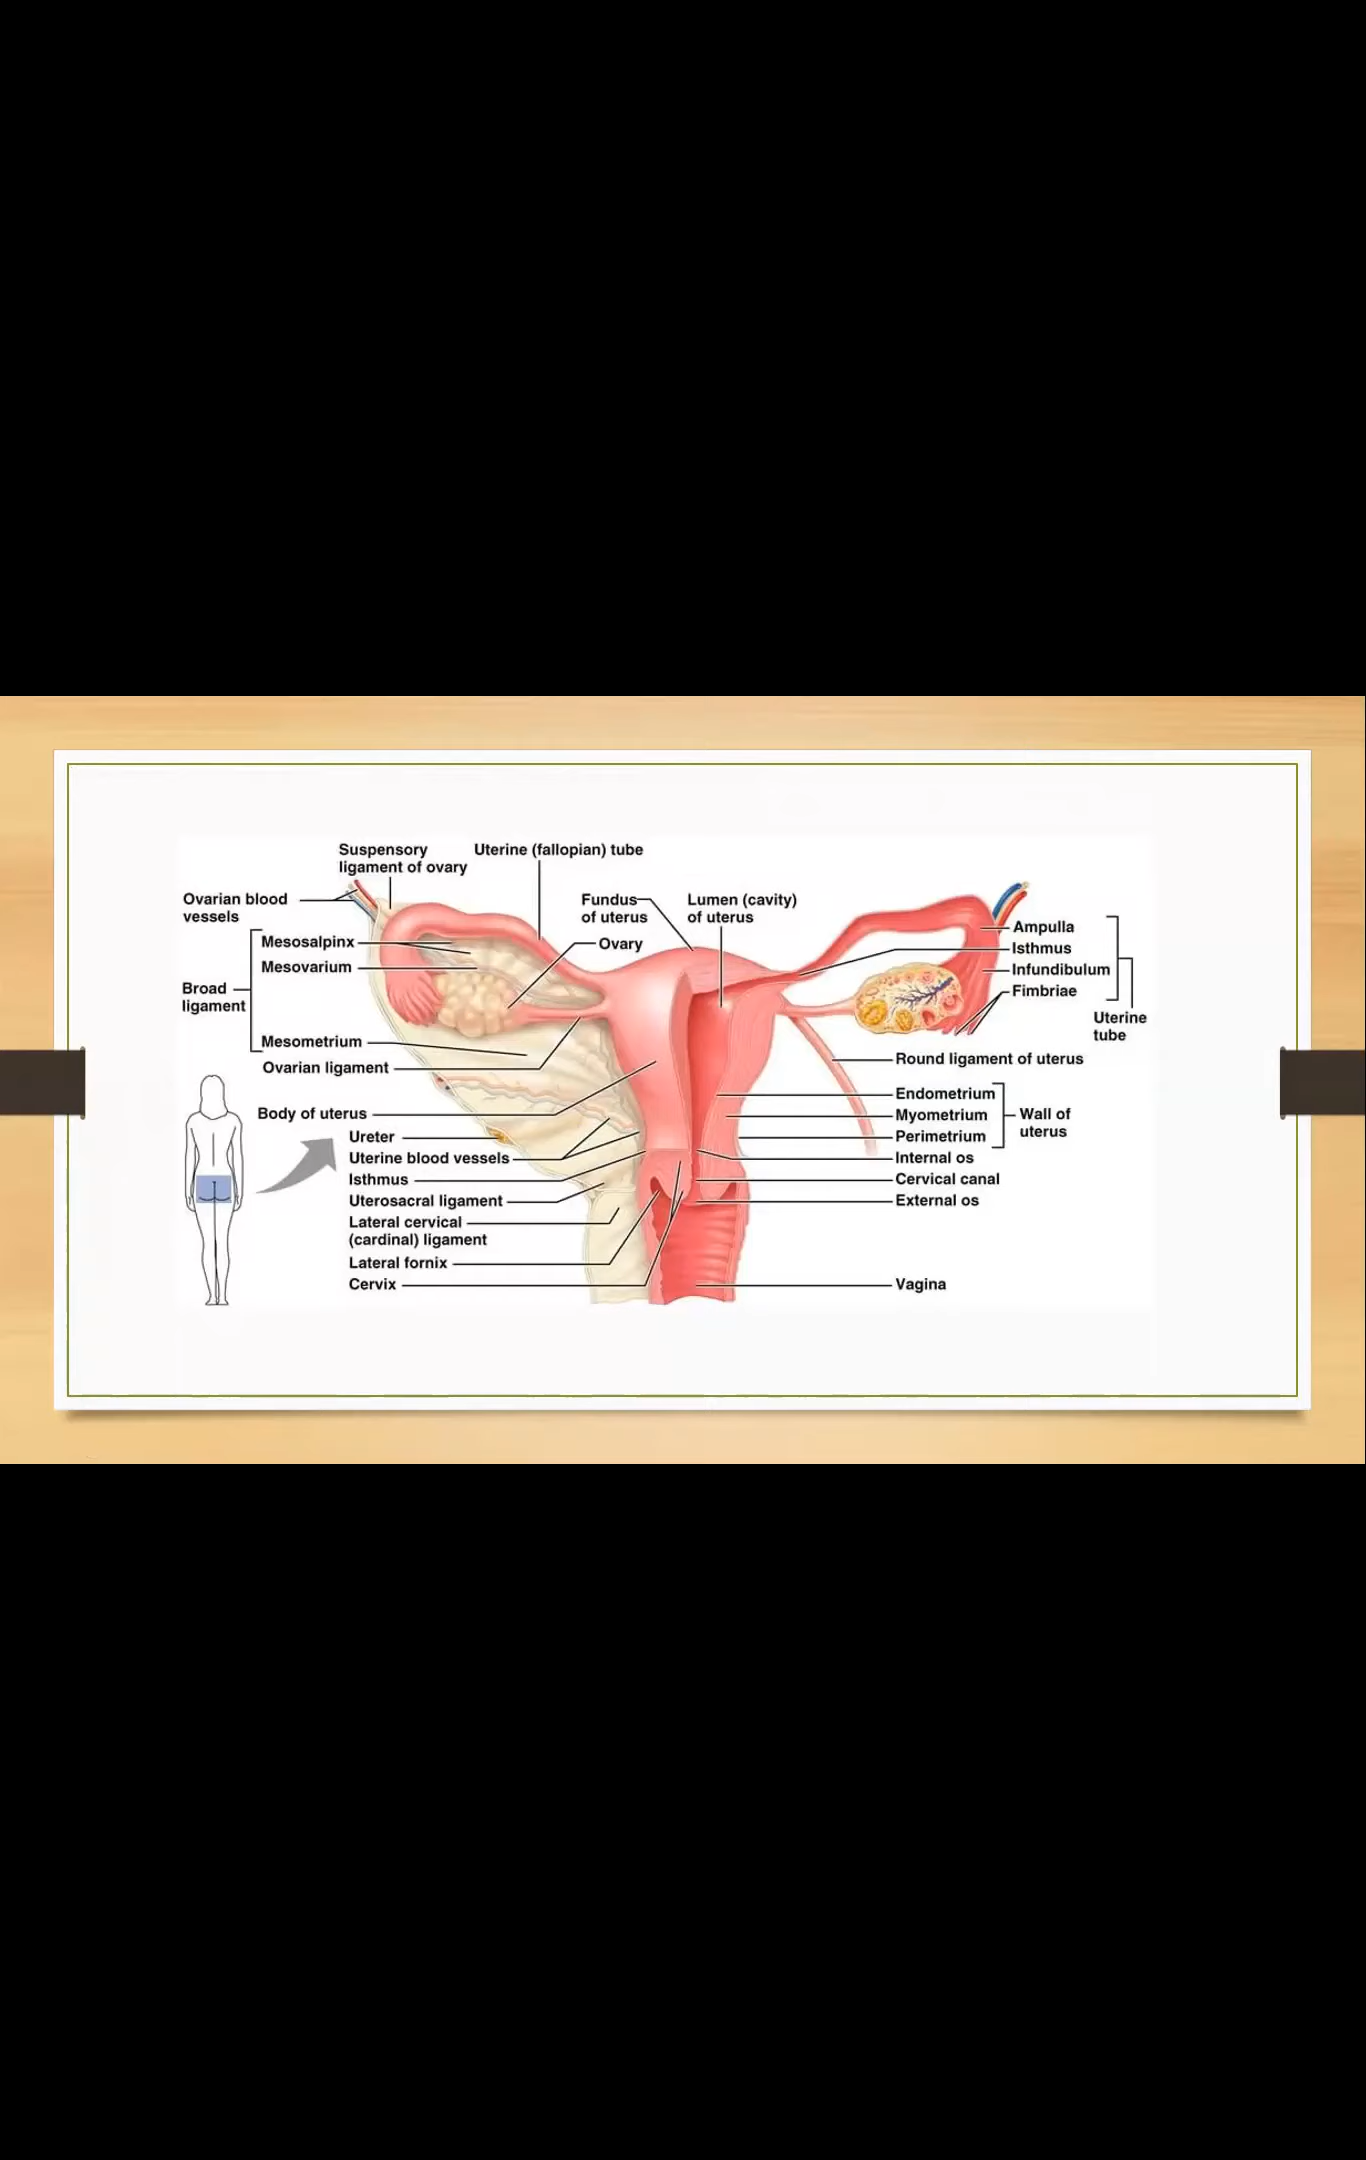 Suspensory
ligament of ovary
Uterine (fallopian) tube
Ovarian blood
vessels
Fundus
of uterus
Lumen (cavity)
of uterus
Mesosalpinx
Ovary
Mesovarium
Broad
ligament
Mesometrium
Ovarian ligament
Body of uterus
Ureter
Uterine blood vessels
Isthmus
Uterosacral ligament
Lateral cervical
(cardinal) ligament
Lateral fornix
Cervix
Ampulla
Isthmus
Infundibulum
Fimbriae
Uterine
tube
Round ligament of uterus
Endometrium
Myometrium
Perimetrium
Wall of
uterus
Internal os
Cervical canal
External os
Vagina